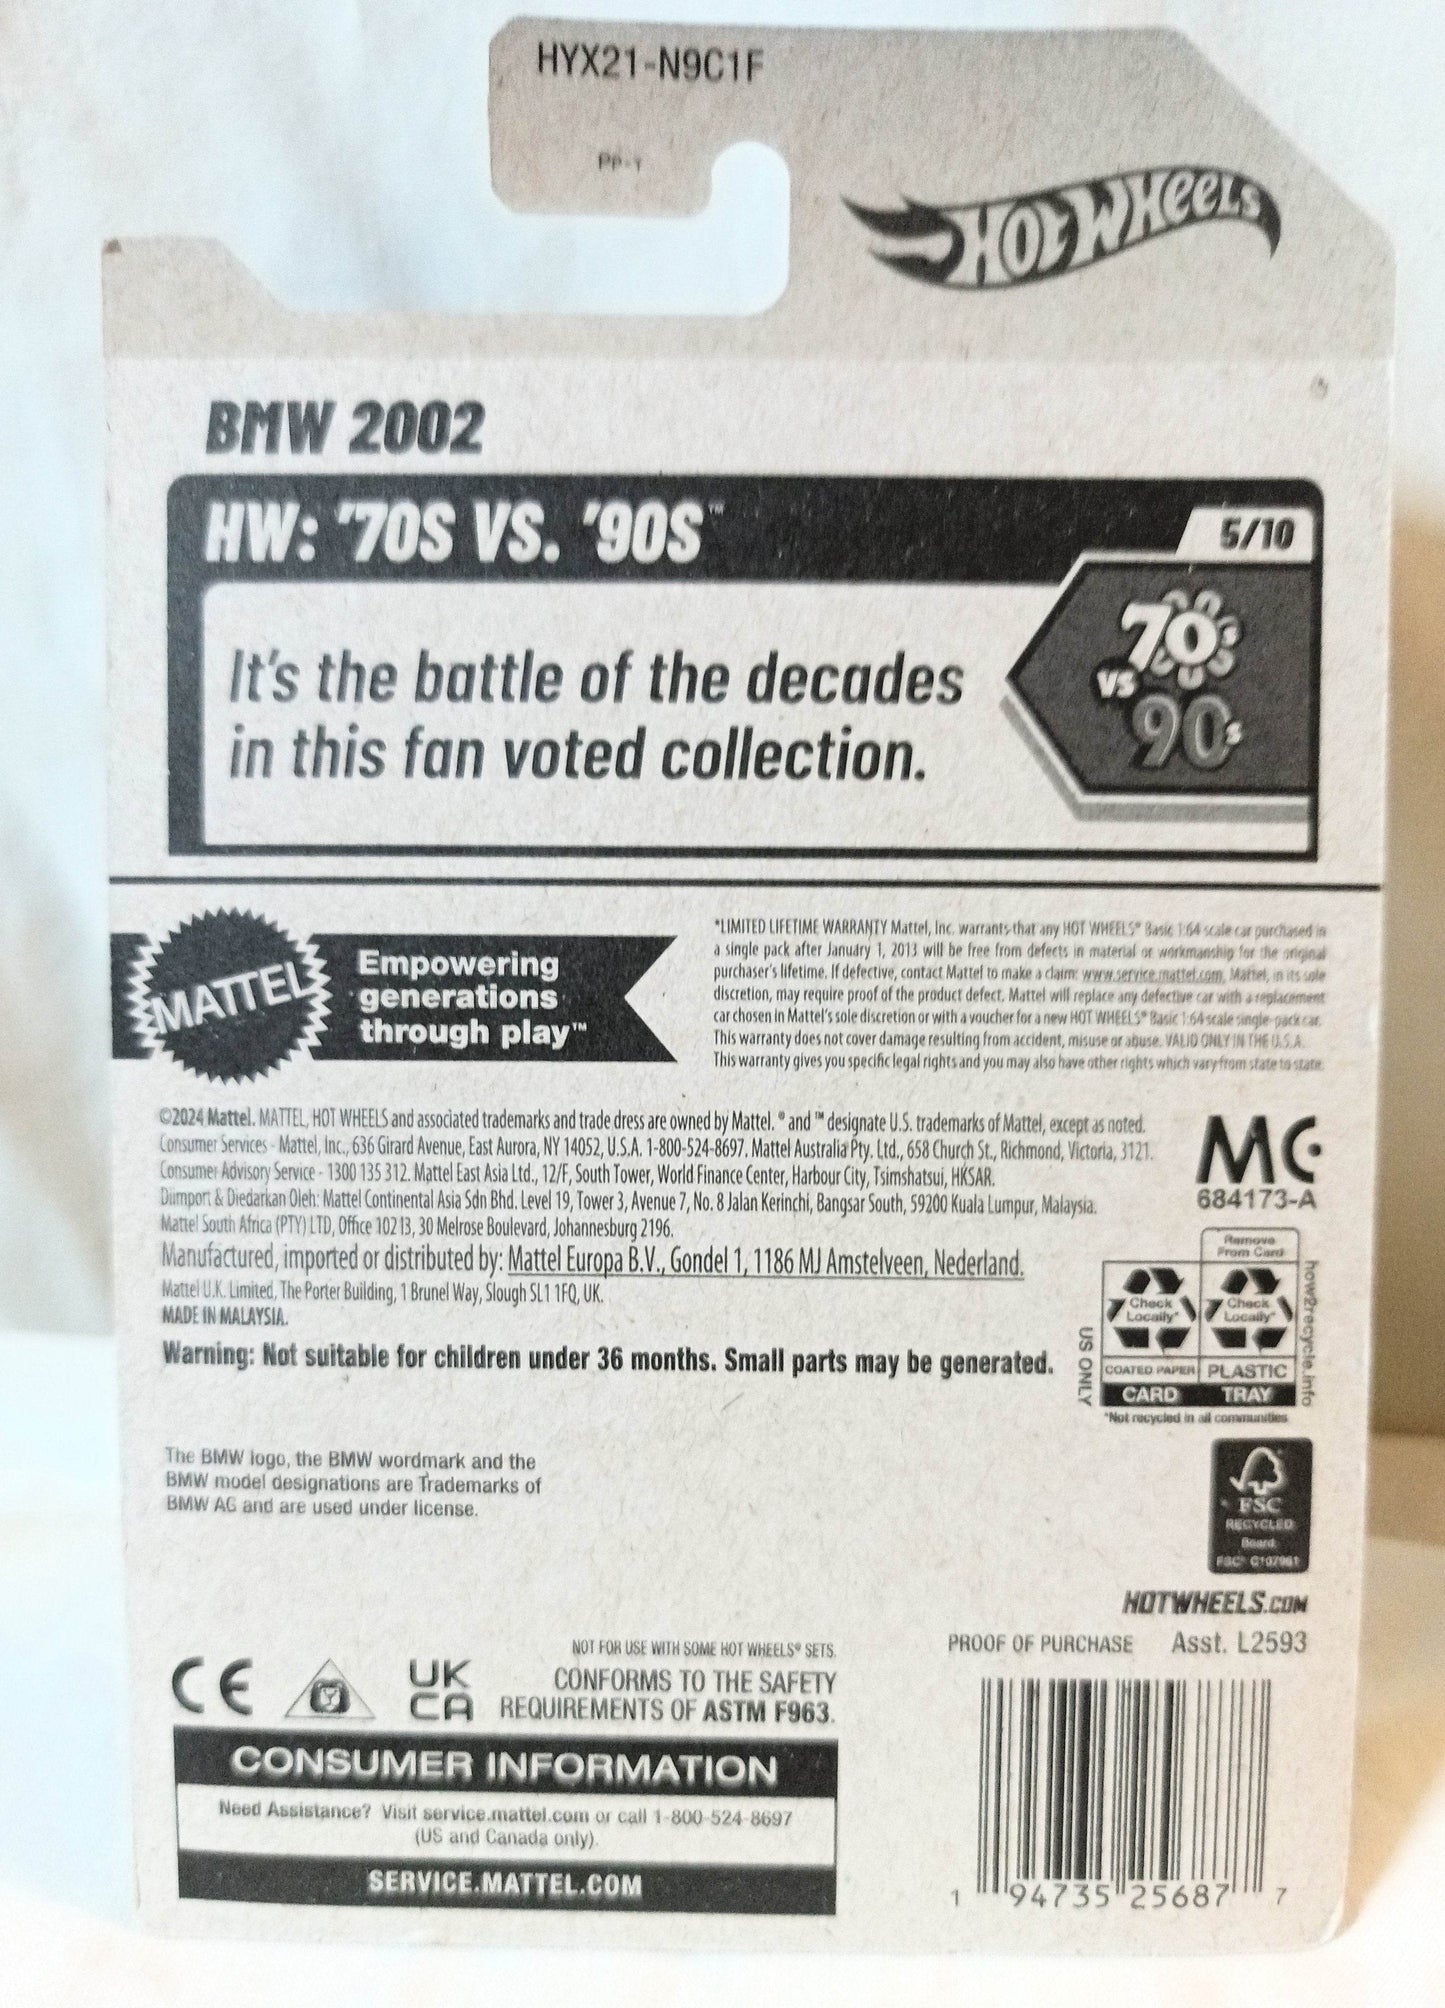 HYX21-N9C1F
PP-1
HOT WHEELS
BMW 2002
HW: '70S VS. '90S™
5/10
70s
vs
90s
It's the battle of the decades
in this fan voted collection.
MATTEL
Empowering
generations
through play™
*LIMITED LIFETIME WARRANTY Mattel, Inc. warrants that any HOT WHEELS® Basic 1:64 scale car purchased in
a single pack after January 1, 2013 will be free from defects in material or workmanship for the original
purchaser's lifetime. If defective, contact Mattel to make a claim: www.service.mattel.com. Mattel, in its sole
discretion, may require proof of the product defect. Mattel will replace any defective car with a replacement
car chosen in Mattel's sole discretion or with a voucher for a new HOT WHEELS® Basic 1:64 scale single-pack car.
This warranty does not cover damage resulting from accident, misuse or abuse. VALID ONLY IN THE U.S.A.
This warranty gives you specific legal rights and you may also have other rights which vary from state to state.
©2024 Mattel. MATTEL, HOT WHEELS and associated trademarks and trade dress are owned by Mattel. ® and ™ designate U.S. trademarks of Mattel, except as noted.
Consumer Services - Mattel, Inc., 636 Girard Avenue, East Aurora, NY 14052, U.S.A. 1-800-524-8697. Mattel Australia Pty. Ltd., 658 Church St., Richmond, Victoria, 3121.
Consumer Advisory Service - 1300 135 312. Mattel East Asia Ltd., 12/F, South Tower, World Finance Center, Harbour City, Tsimshatsui, HKSAR.
Diimport & Diedarkan Oleh: Mattel Continental Asia Sdn Bhd. Level 19, Tower 3, Avenue 7, No. 8 Jalan Kerinchi, Bangsar South, 59200 Kuala Lumpur, Malaysia.
Mattel South Africa (PTY) LTD, Office 102 I3, 30 Melrose Boulevard, Johannesburg 2196.
Manufactured, imported or distributed by: Mattel Europa B.V., Gondel 1, 1186 MJ Amstelveen, Nederland.
Mattel U.K. Limited, The Porter Building, 1 Brunel Way, Slough SL1 1FQ, UK.
MADE IN MALAYSIA.
Warning: Not suitable for children under 36 months. Small parts may be generated.
MC
684173-A
Remove
From Card
Check
Locally*
Check
Locally*
US ONLY
how2recycle.info
COATED PAPER
PLASTIC
CARD
TRAY
*Not recycled in all communities
The BMW logo, the BMW wordmark and the
BMW model designations are Trademarks of
BMW AG and are used under license.
FSC
RECYCLED
Board
FSC® C107961
HOTWHEELS.COM
PROOF OF PURCHASE Asst. L2593
NOT FOR USE WITH SOME HOT WHEELS® SETS.
CE
UK
CA
CONFORMS TO THE SAFETY
REQUIREMENTS OF ASTM F963.
CONSUMER INFORMATION
Need Assistance? Visit service.mattel.com or call 1-800-524-8697
(US and Canada only).
SERVICE.MATTEL.COM
1 94735 25687 7